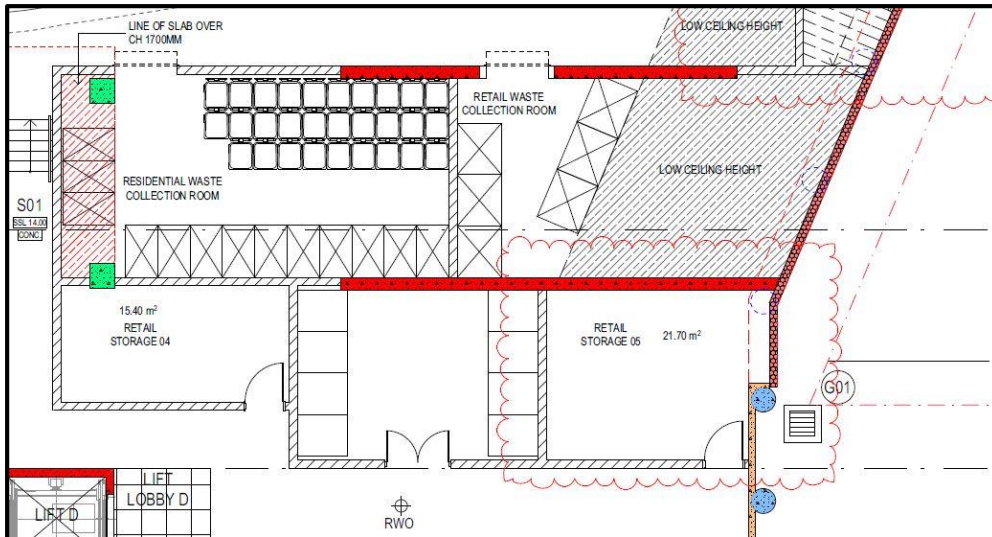 LINE OF SLAB OVER
CH 1700MM
LOW CEILING HEIGHT
RETAIL WASTE
COLLECTION ROOM
LOW CEILING HEIGHT
RESIDENTIAL WASTE
COLLECTION ROOM
S01
SSL 14.00
CONC.
15.40 m²
RETAIL
STORAGE 04
RETAIL
STORAGE 05
21.70 m²
G01
LIFT
LOBBY D
LIFT D
RWO